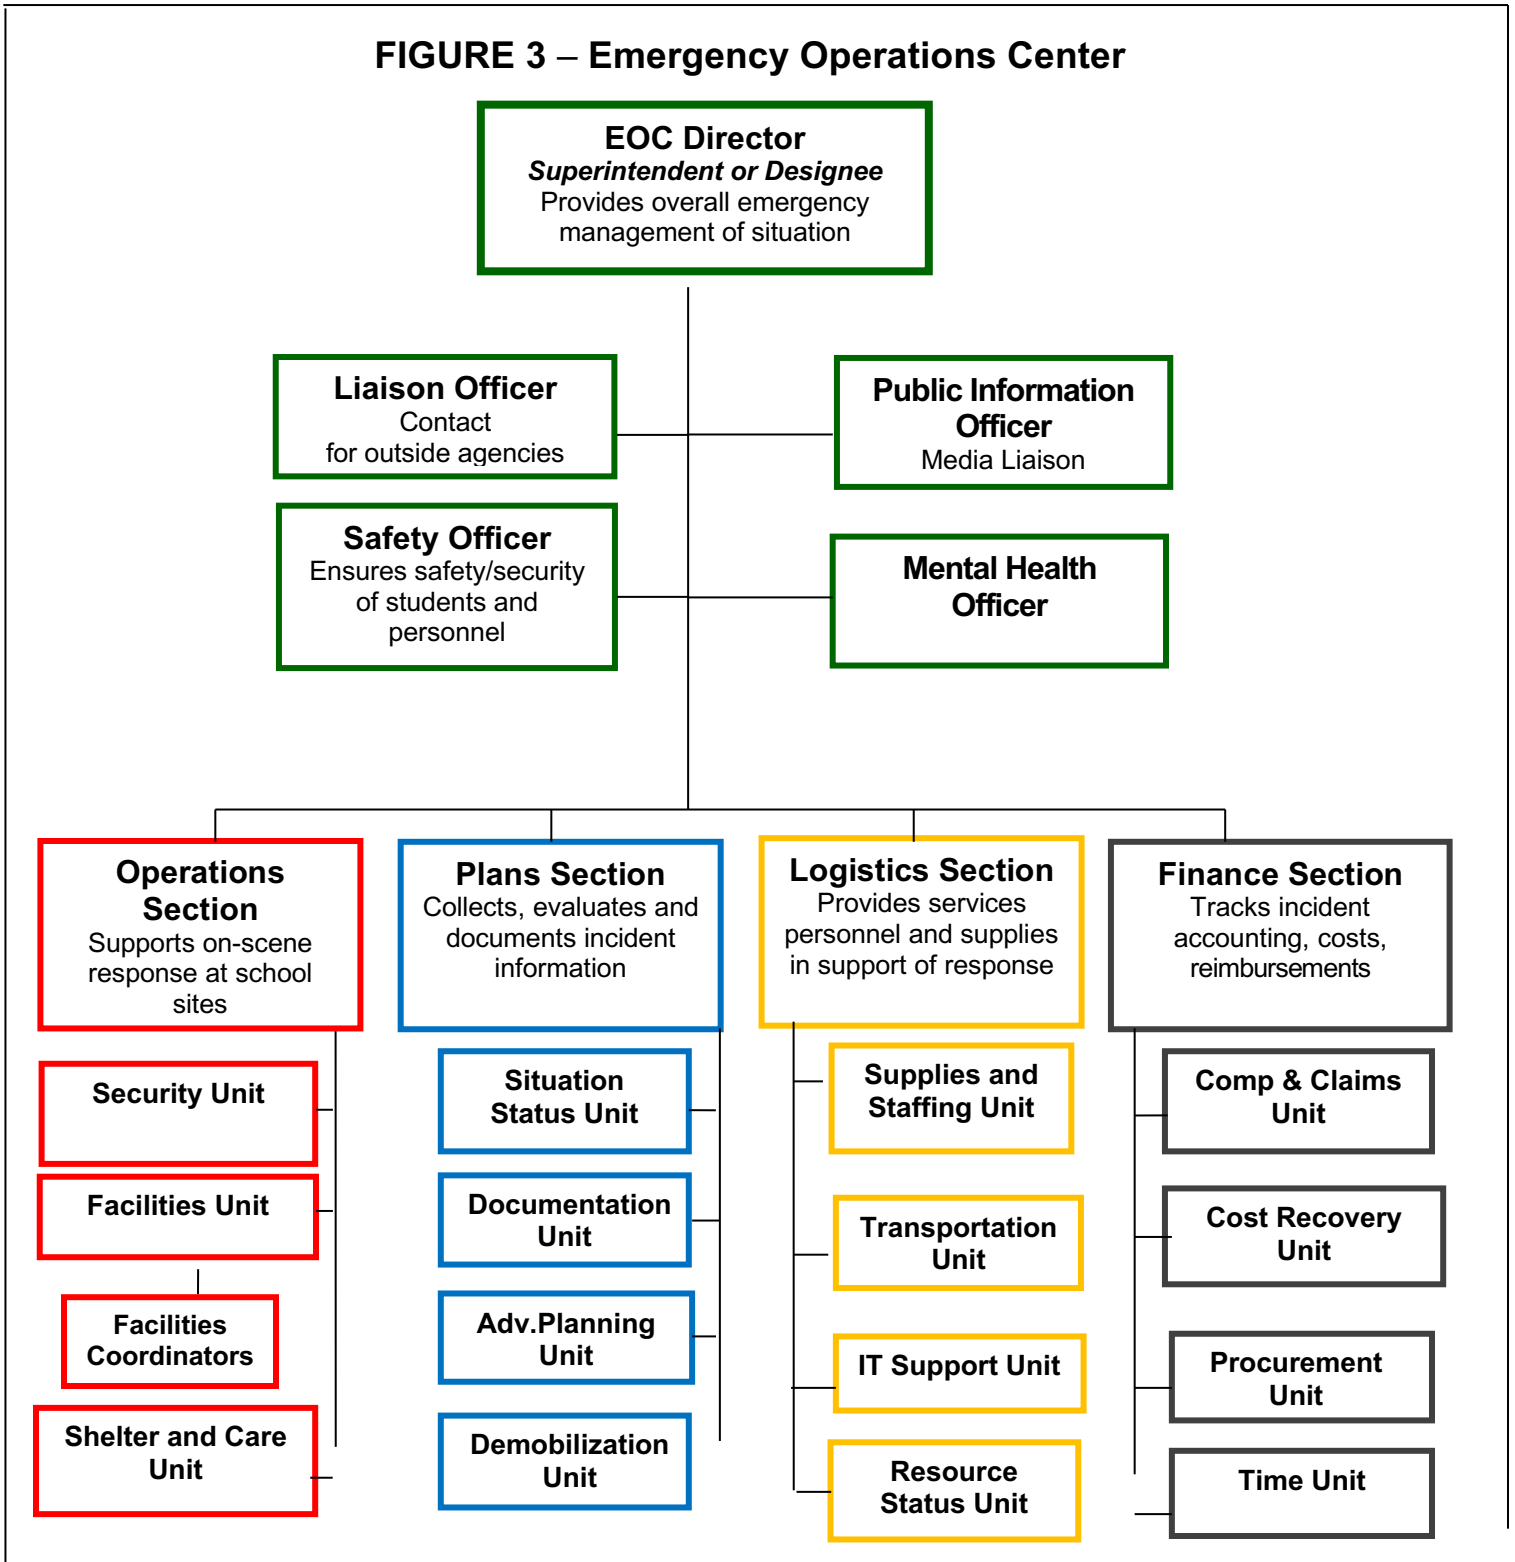 FIGURE 3 – Emergency Operations Center
EOC Director
Superintendent or Designee
Provides overall emergency
management of situation
Liaison Officer
Contact
for outside agencies
Public Information
Officer
Media Liaison
Safety Officer
Ensures safety/security
of students and
personnel
Mental Health
Officer
Operations
Section
Supports on-scene
response at school
sites
Plans Section
Collects, evaluates and
documents incident
information
Logistics Section
Provides services
personnel and supplies
in support of response
Finance Section
Tracks incident
accounting, costs,
reimbursements
Security Unit
Facilities Unit
Facilities
Coordinators
Shelter and Care
Unit
Situation
Status Unit
Documentation
Unit
Adv.Planning
Unit
Demobilization
Unit
Supplies and
Staffing Unit
Transportation
Unit
IT Support Unit
Resource
Status Unit
Comp & Claims
Unit
Cost Recovery
Unit
Procurement
Unit
Time Unit